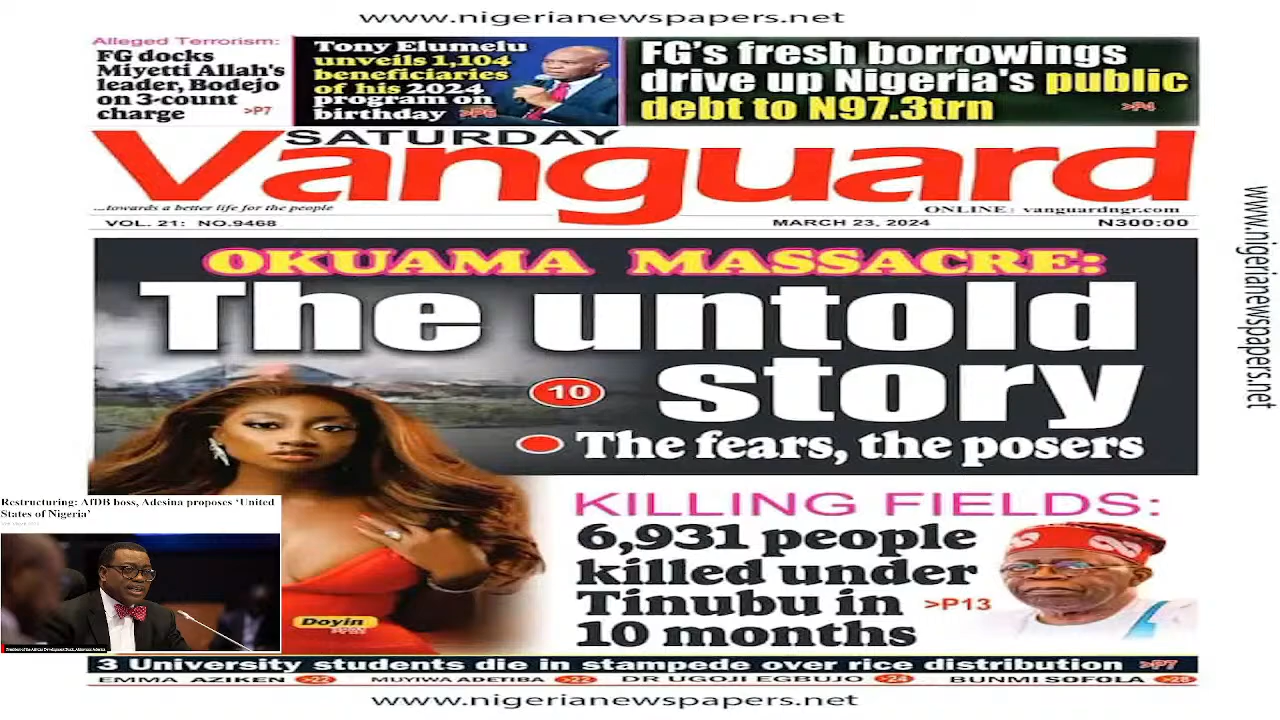 www.nigerianewspapers.net
Alleged Terrorism:
FG docks
Miyetti Allah's
leader, Bodejo
on 3-count
charge
>P7
Tony Elumelu
unveils 1,104
beneficiaries
of his 2024
program on
birthday
FG's fresh borrowings
drive up Nigeria's public
debt to N97.3trn
>P4
SATURDAY
Vanguard
...towards a better life for the people
ONLINE: vanguardngr.com
VOL. 21: NO.9468
MARCH 23, 2024
N300:00
www.nigerianewspapers.net
OKUAMA MASSACRE:
The untold
story
10
The fears, the posers
Restructuring: AfDB boss, Adesina proposes ‘United
States of Nigeria’
KILLING FIELDS:
6,931 people
killed under
Tinubu in
10 months
>P13
Doyin
3 University students die in stampede over rice distribution >P7
EMMA AZIKEN >22 MUYIWA ADETIBA >22 DR UGOJI EGBUJO >24 BUNMI SOFOLA >28
www.nigerianewspapers.net